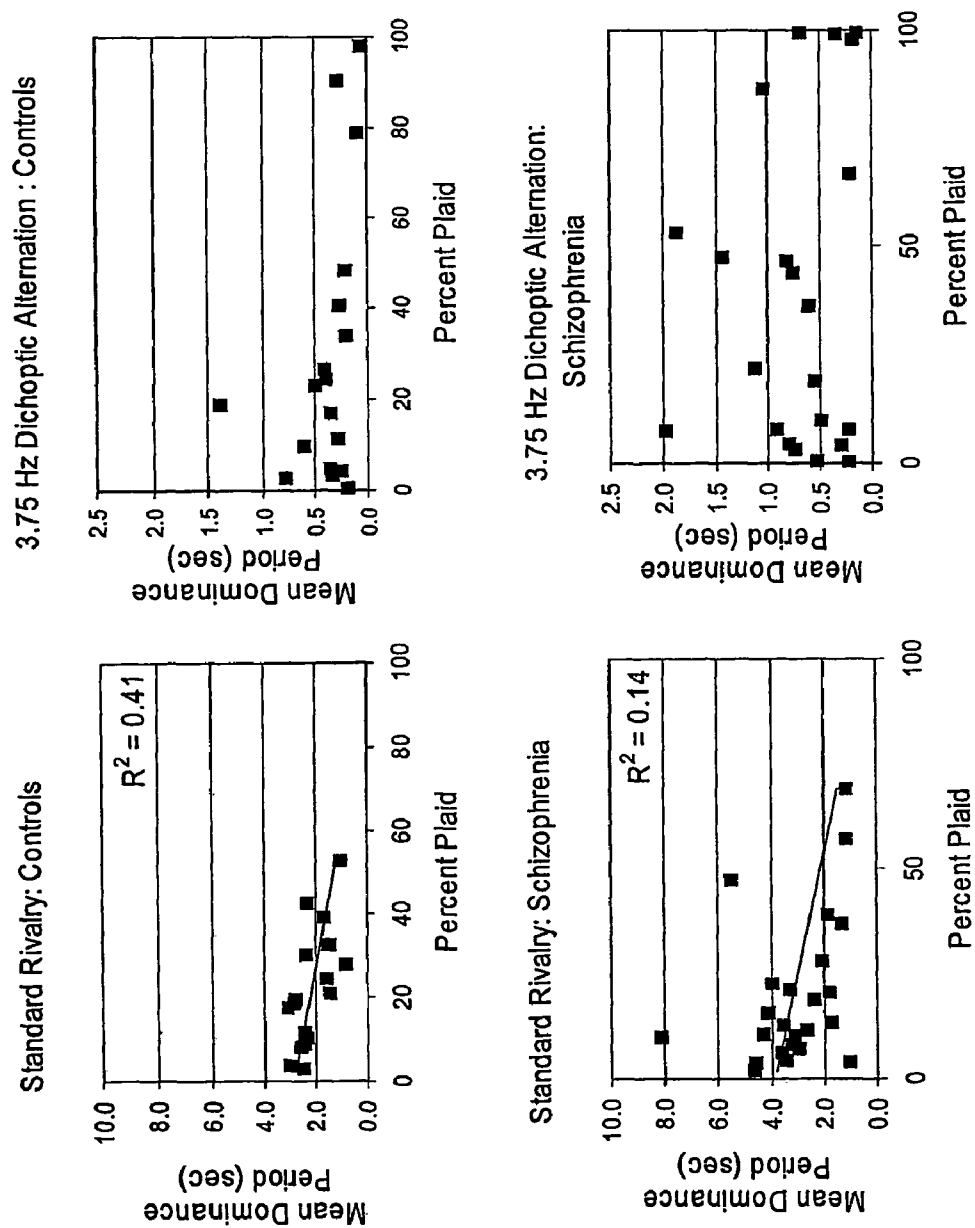 Standard Rivalry: Controls
R² = 0.41
10.0
8.0
6.0
4.0
2.0
0.0
Mean Dominance
Period (sec)
0
20
40
60
80
100
Percent Plaid
3.75 Hz Dichoptic Alternation : Controls
2.5
2.0
1.5
1.0
0.5
0.0
Mean Dominance
Period (sec)
0
20
40
60
80
100
Percent Plaid
Standard Rivalry: Schizophrenia
R² = 0.14
10.0
8.0
6.0
4.0
2.0
0.0
Mean Dominance
Period (sec)
0
50
100
Percent Plaid
3.75 Hz Dichoptic Alternation:
Schizophrenia
2.5
2.0
1.5
1.0
0.5
0.0
Mean Dominance
Period (sec)
0
50
100
Percent Plaid